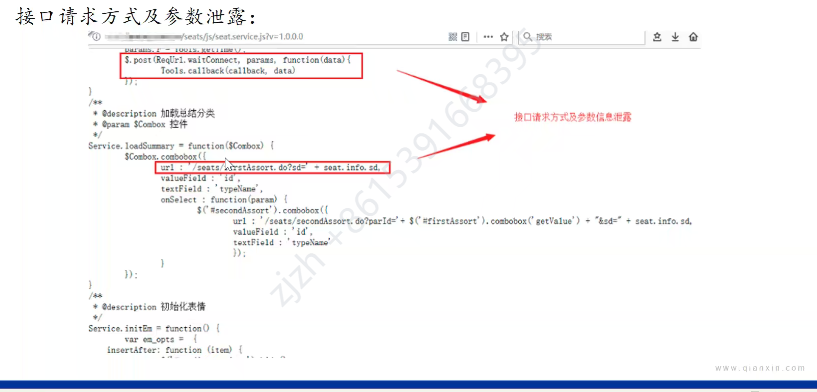 接口请求方式及参数泄露：
/seats/js/seat.service.js?v=1.0.0.0
搜索
params.r = Tools.getTime();
$.post(ReqUrl.waitConnect, params, function(data){
Tools.callback(callback, data)
});
}
/**
* @description 加载总结分类
* @param $Combox 控件
*/
Service.loadSummary = function($Combox) {
$Combox.combobox({
url : '/seats/firstAssort.do?sd=' + seat.info.sd,
valueField : 'id',
textField : 'typeName',
onSelect : function(param) {
$('#secondAssort').combobox({
url : '/seats/secondAssort.do?parId='+ $('#firstAssort').combobox('getValue') + "&sd=" + seat.info.sd,
valueField : 'id',
textField : 'typeName'
});
}
});
}
/**
* @description 初始化表情
*/
Service.initEm = function() {
var em_opts = {
insertAfter: function (item) {
接口请求方式及参数信息泄露
zjzh +8615391668395
www.qianxin.com